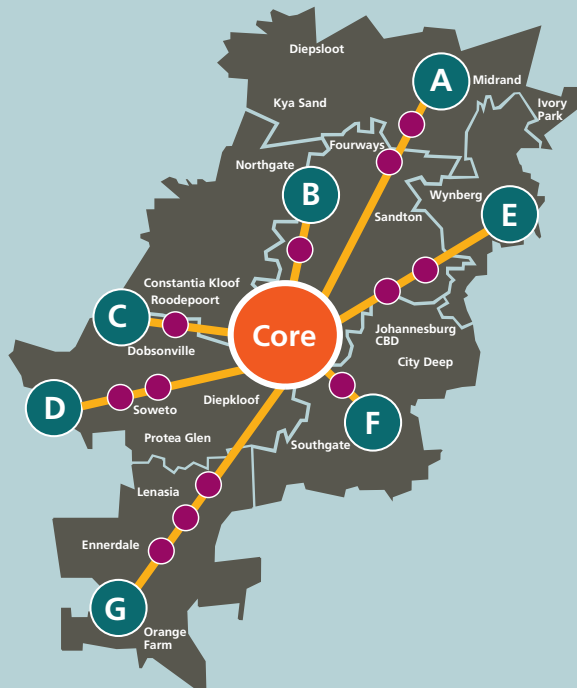 Diepsloot
A
Midrand
Kya Sand
Ivory
Park
Fourways
Northgate
B
Wynberg
E
Sandton
Constantia Kloof
Roodepoort
C
Core
Johannesburg
CBD
Dobsonville
City Deep
D
Soweto
Diepkloof
F
Protea Glen
Southgate
Lenasia
Ennerdale
G
Orange
Farm